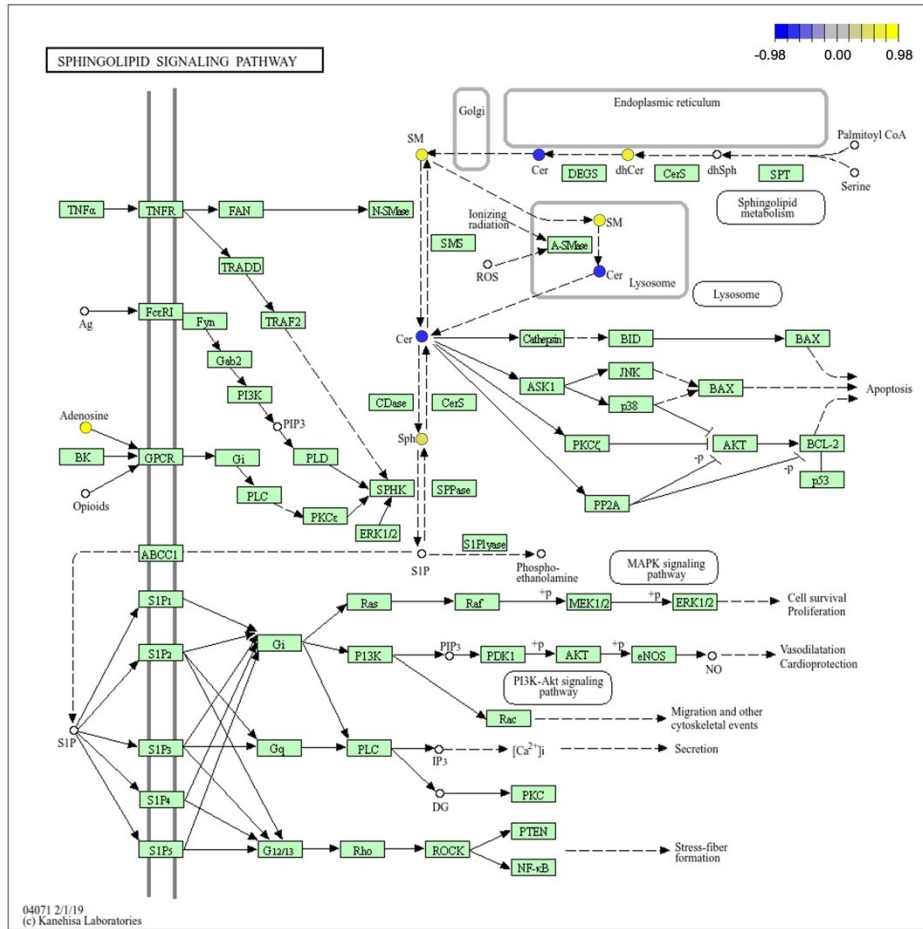 SPHINGOLIPID SIGNALING PATHWAY
-0.98 0.00 0.98
Golgi
Endoplasmic reticulum
SM
Cer
DEGS
dhCer
CerS
dhSph
SPT
Palmitoyl CoA
Serine
Sphingolipid
metabolism
TNFα
TNFR
FAN
N-SMase
TRADD
SMS
Ionizing
radiation
ROS
A-SMase
SM
Cer
Lysosome
Lysosome
Ag
FcεRI
Fyn
TRAF2
Gab2
PI3K
PIP3
PLD
Cer
Cathepsin
BID
BAX
ASK1
JNK
p38
BAX
Apoptosis
CDase
CerS
Sph
PKCζ
AKT
BCL-2
-p
-p
p53
PP2A
Adenosine
BK
Opioids
GPCR
Gi
PLC
PKCε
SPHK
ERK1/2
SPPase
ABCC1
S1P
S1Plyase
Phospho-
ethanolamine
MAPK signaling
pathway
S1P1
Ras
Raf
+p
MEK1/2
+p
ERK1/2
Cell survival
Proliferation
S1P2
Gi
P13K
PIP3
PDK1
+p
AKT
+p
eNOS
NO
Vasodilatation
Cardioprotection
PI3K-Akt signaling
pathway
Rac
Migration and other
cytoskeletal events
S1P
S1P3
Gq
PLC
IP3
[Ca2+]i
Secretion
DG
PKC
S1P4
S1P5
G12/13
Rho
ROCK
PTEN
NF-κB
Stress-fiber
formation
04071 2/1/19
(c) Kanehisa Laboratories